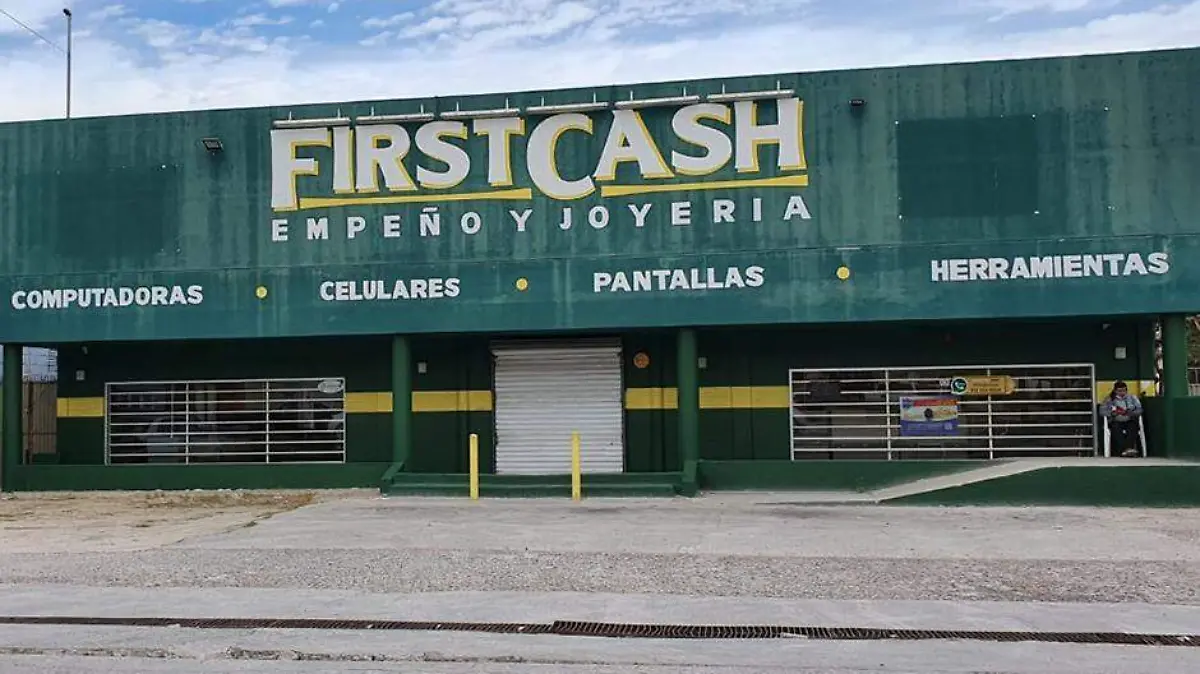 FIRSTCASH
EMPEÑO Y JOYERIA
COMPUTADORAS • CELULARES • PANTALLAS • HERRAMIENTAS